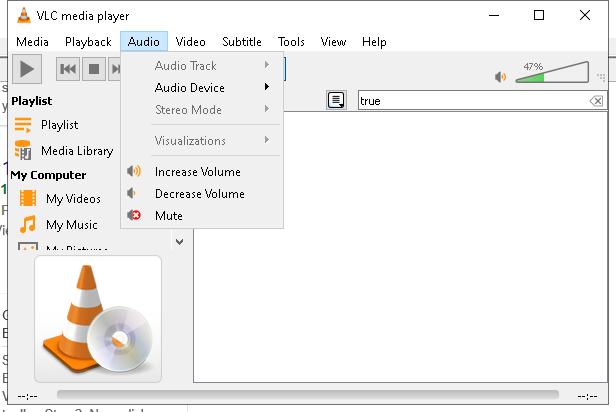 VLC media player
Media Playback Audio Video Subtitle Tools View Help
47%
Audio Track
Audio Device
Stereo Mode
Visualizations
Increase Volume
Decrease Volume
Mute
true
Playlist
Playlist
Media Library
My Computer
My Videos
My Music
My Pictures
--:-- --:--